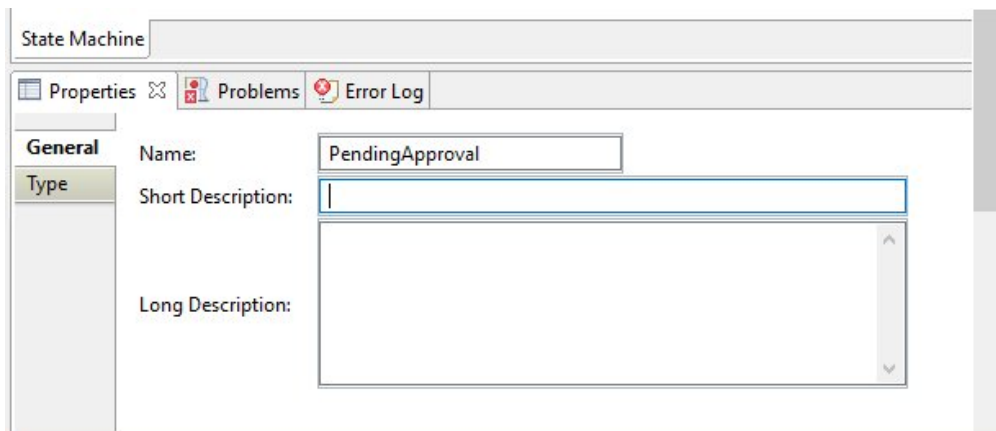 State Machine
Properties Problems Error Log
General
Type
Name: PendingApproval
Short Description:
Long Description: